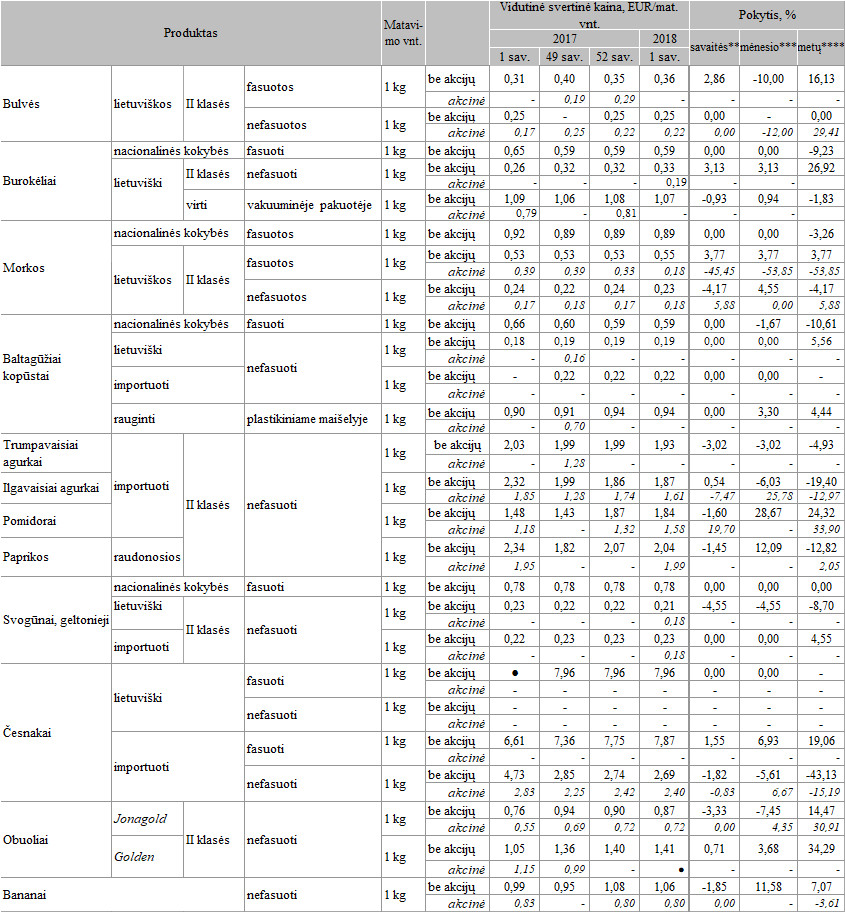 Produktas Matavi- Vidutinė svertinė kaina, EUR/mat. Pokytis, %
mo vnt. vnt.
2017 2018 savaitės** mėnesio*** metų****
1 sav. 49 sav. 52 sav. 1 sav.
Bulvės lietuviškos II klasės fasuotos 1 kg be akcijų 0,31 0,40 0,35 0,36 2,86 -10,00 16,13
akcinė - 0,19 0,29 - - - -
nefasuotos 1 kg be akcijų 0,25 - 0,25 0,25 0,00 - 0,00
akcinė 0,17 0,25 0,22 0,22 0,00 -12,00 29,41
Burokėliai nacionalinės kokybės fasuoti 1 kg be akcijų 0,65 0,59 0,59 0,59 0,00 0,00 -9,23
lietuviški II klasės nefasuoti 1 kg be akcijų 0,26 0,32 0,32 0,33 3,13 3,13 26,92
akcinė - - - 0,19 - - -
virti vakuuminėje pakuotėje 1 kg be akcijų 1,09 1,06 1,08 1,07 -0,93 0,94 -1,83
akcinė 0,79 - 0,81 - - - -
Morkos nacionalinės kokybės fasuotos 1 kg be akcijų 0,92 0,89 0,89 0,89 0,00 0,00 -3,26
lietuviškos II klasės fasuotos 1 kg be akcijų 0,53 0,53 0,53 0,55 3,77 3,77 3,77
akcinė 0,39 0,39 0,33 0,18 -45,45 -53,85 -53,85
nefasuotos 1 kg be akcijų 0,24 0,22 0,24 0,23 -4,17 4,55 -4,17
akcinė 0,17 0,18 0,17 0,18 5,88 0,00 5,88
Baltagūžiai kopūstai nacionalinės kokybės fasuoti 1 kg be akcijų 0,66 0,60 0,59 0,59 0,00 -1,67 -10,61
lietuviški nefasuoti 1 kg be akcijų 0,18 0,19 0,19 0,19 0,00 0,00 5,56
akcinė - 0,16 - - - - -
importuoti 1 kg be akcijų - 0,22 0,22 0,22 0,00 0,00 -
akcinė - - - - - - -
rauginti plastikiniame maišelyje 1 kg be akcijų 0,90 0,91 0,94 0,94 0,00 3,30 4,44
akcinė - 0,70 - - - - -
Trumpavaisiai agurkai importuoti II klasės nefasuoti 1 kg be akcijų 2,03 1,99 1,99 1,93 -3,02 -3,02 -4,93
akcinė - 1,28 - - - - -
Ilgavaisiai agurkai 1 kg be akcijų 2,32 1,99 1,86 1,87 0,54 -6,03 -19,40
akcinė 1,85 1,28 1,74 1,61 -7,47 25,78 -12,97
Pomidorai 1 kg be akcijų 1,48 1,43 1,87 1,84 -1,60 28,67 24,32
akcinė 1,18 - 1,32 1,58 19,70 - 33,90
Paprikos raudonosios 1 kg be akcijų 2,34 1,82 2,07 2,04 -1,45 12,09 -12,82
akcinė 1,95 - - 1,99 - - 2,05
Svogūnai, geltonieji nacionalinės kokybės fasuoti 1 kg be akcijų 0,78 0,78 0,78 0,78 0,00 0,00 0,00
lietuviški II klasės nefasuoti 1 kg be akcijų 0,23 0,22 0,22 0,21 -4,55 -4,55 -8,70
akcinė - - - 0,18 - - -
importuoti 1 kg be akcijų 0,22 0,23 0,23 0,23 0,00 0,00 4,55
akcinė - - - 0,18 - - -
Česnakai lietuviški fasuoti 1 kg be akcijų ● 7,96 7,96 7,96 0,00 0,00 -
akcinė - - - - - - -
nefasuoti 1 kg be akcijų - - - - - - -
akcinė - - - - - - -
importuoti fasuoti 1 kg be akcijų 6,61 7,36 7,75 7,87 1,55 6,93 19,06
akcinė - - - - - - -
nefasuoti 1 kg be akcijų 4,73 2,85 2,74 2,69 -1,82 -5,61 -43,13
akcinė 2,83 2,25 2,42 2,40 -0,83 6,67 -15,19
Obuoliai Jonagold II klasės nefasuoti 1 kg be akcijų 0,76 0,94 0,90 0,87 -3,33 -7,45 14,47
akcinė 0,55 0,69 0,72 0,72 0,00 4,35 30,91
Golden 1 kg be akcijų 1,05 1,36 1,40 1,41 0,71 3,68 34,29
akcinė 1,15 0,99 - ● - - -
Bananai nefasuoti 1 kg be akcijų 0,99 0,95 1,08 1,06 -1,85 11,58 7,07
akcinė 0,83 - 0,80 0,80 0,00 - -3,61